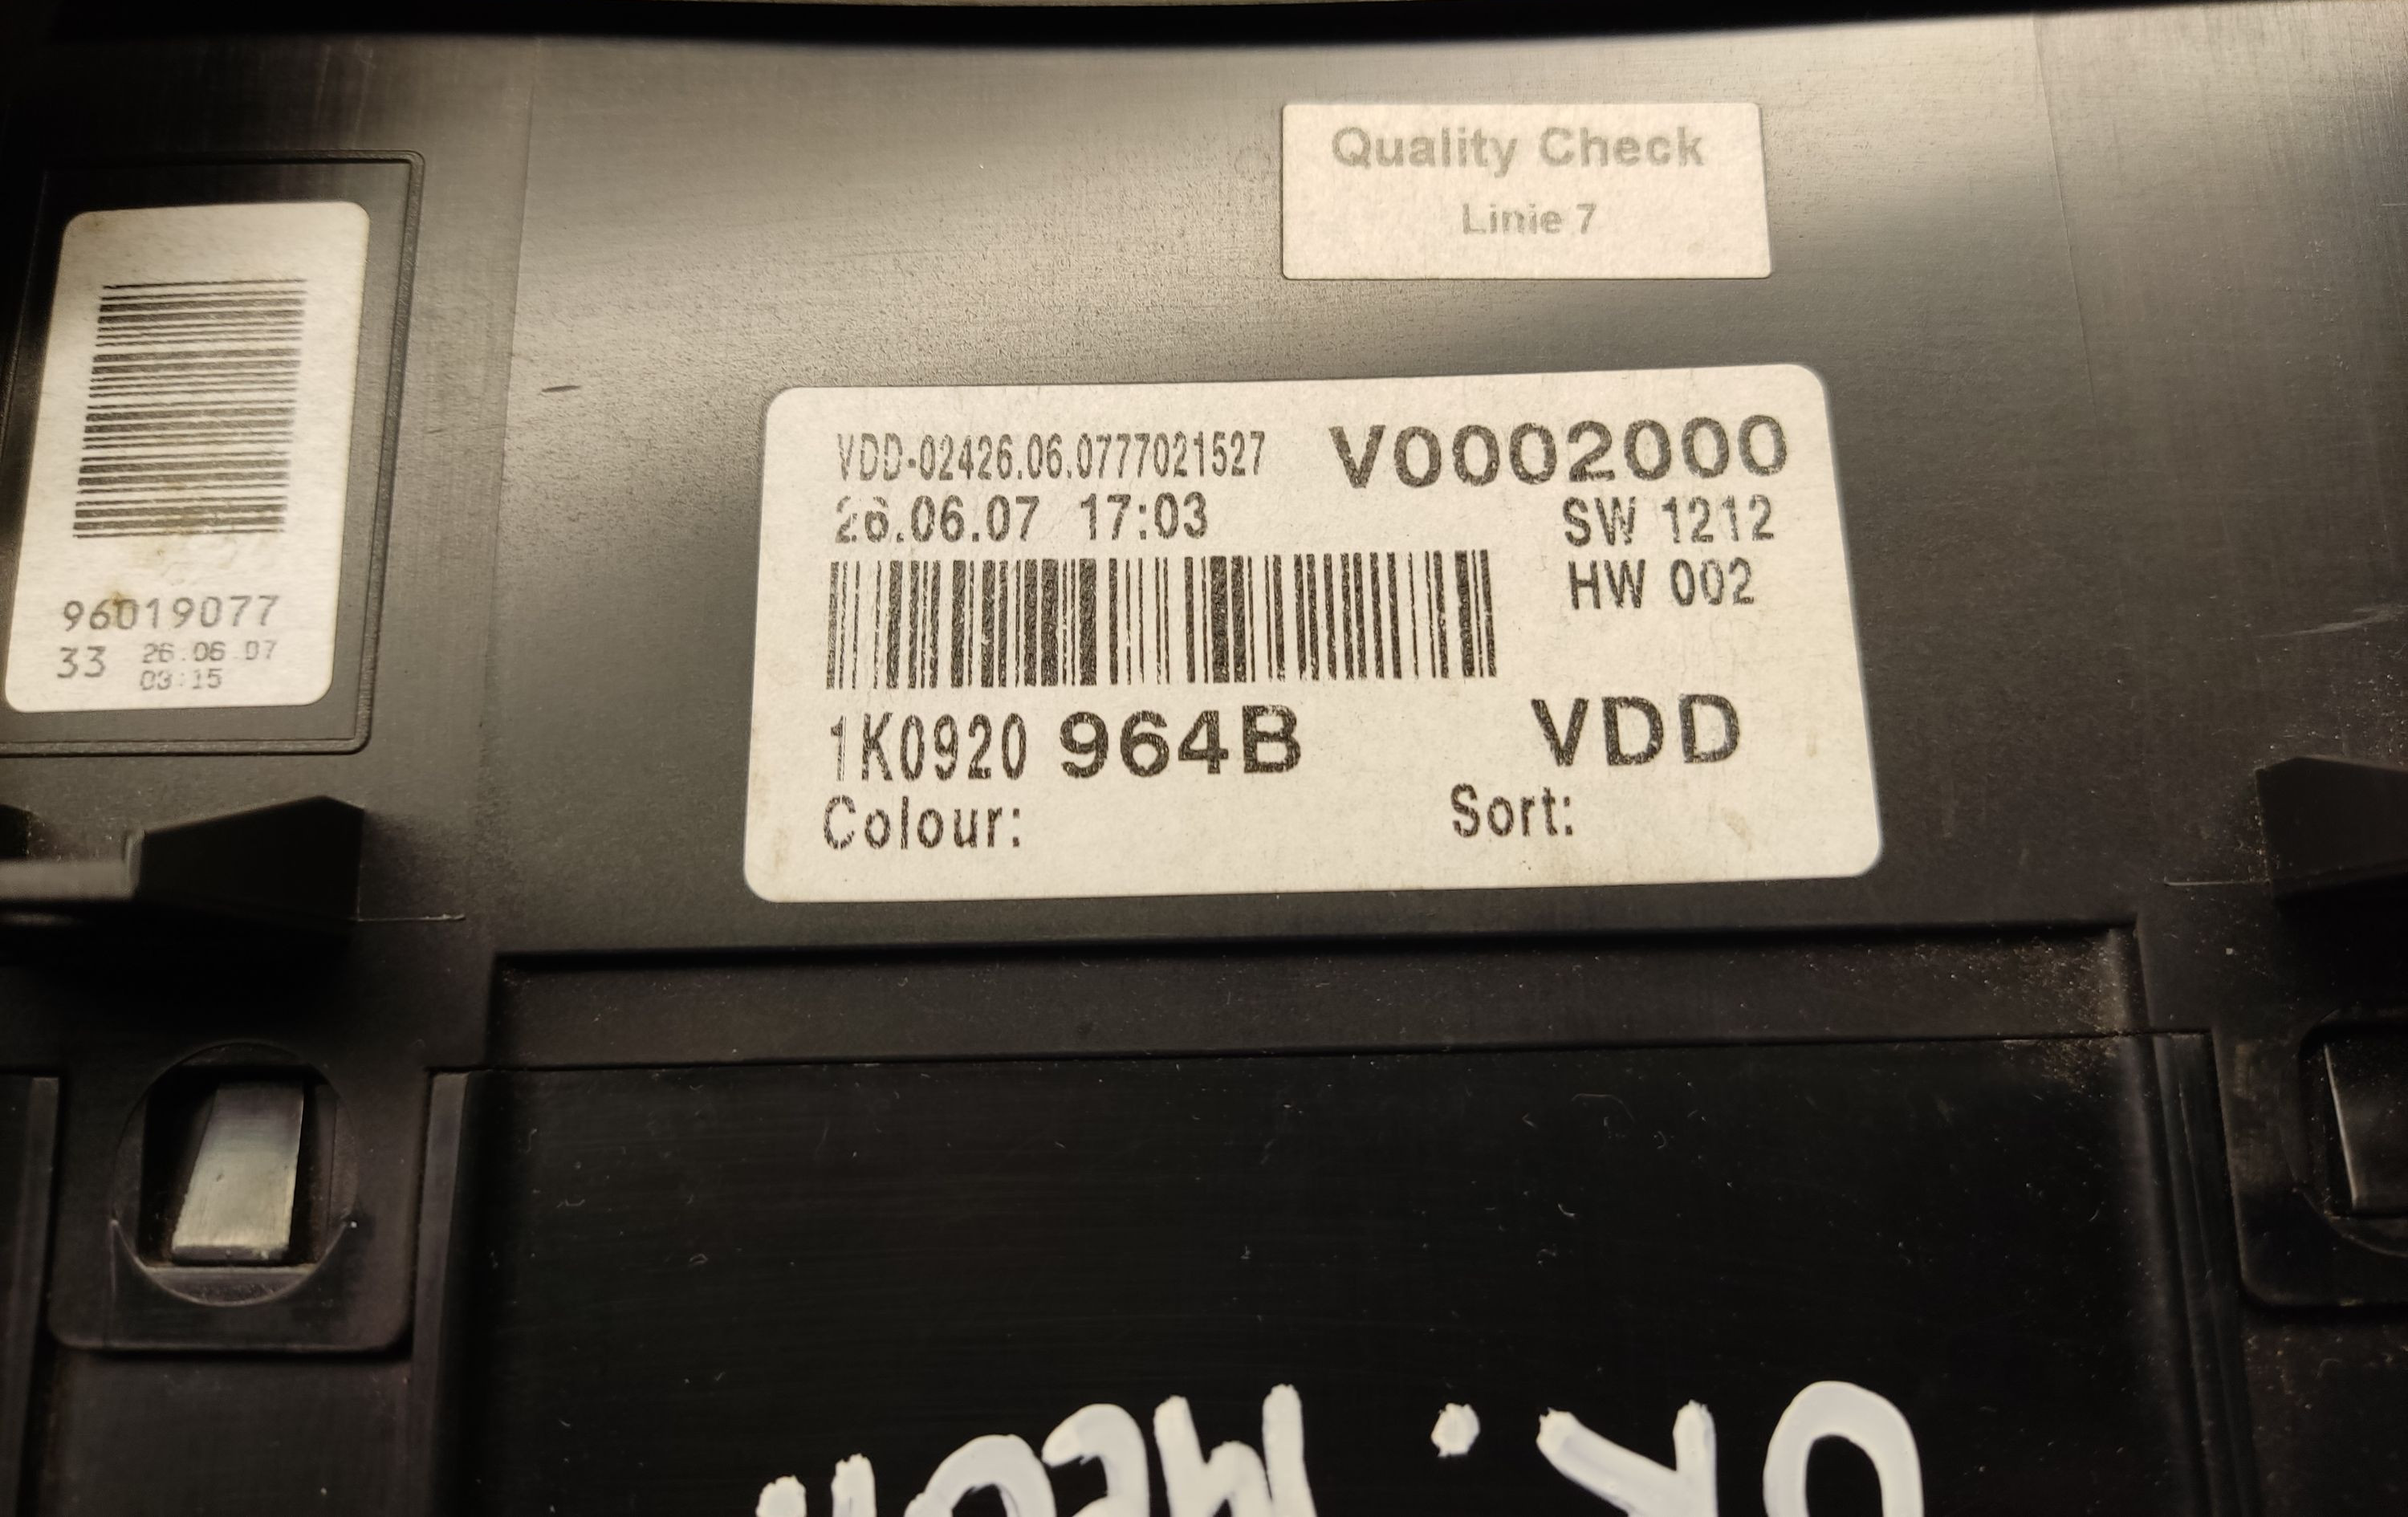 Quality Check
Linie 7
VDD-02426.06.0777021527
V0002000
26.06.07 17:03
SW 1212
HW 002
1K0920 964B
VDD
Colour:
Sort:
96019077
33
26.06.07
03:15